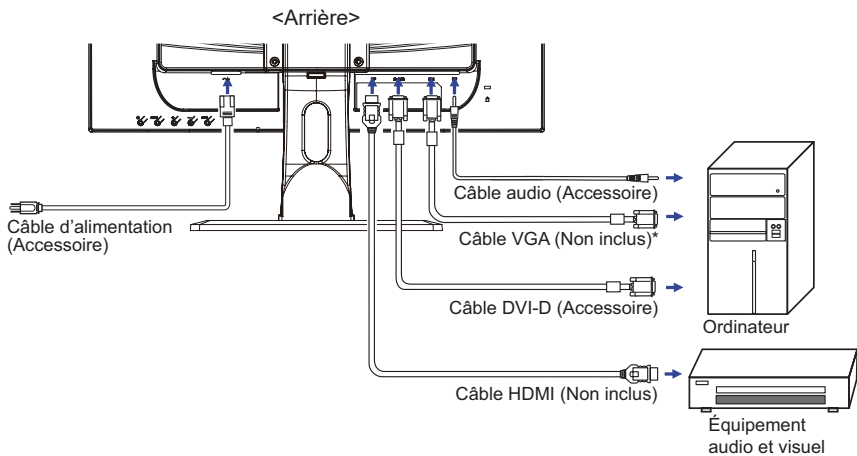 <Arrière>
Câble audio (Accessoire)
Câble d'alimentation
(Accessoire)
Câble VGA (Non inclus)*
Câble DVI-D (Accessoire)
Ordinateur
Câble HDMI (Non inclus)
Équipement
audio et visuel